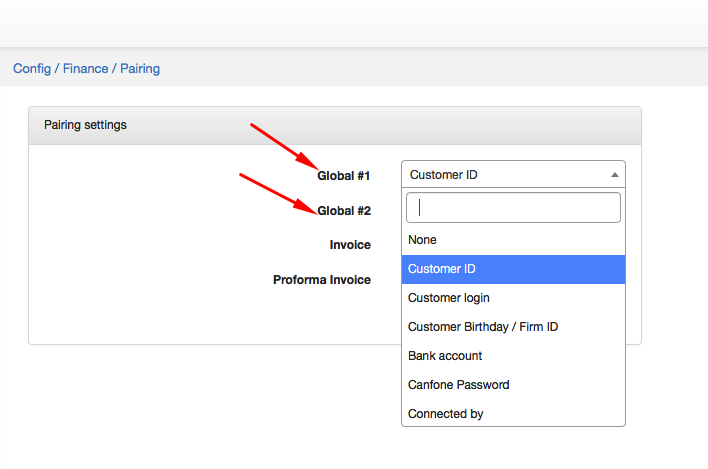 Config / Finance / Pairing
Pairing settings
Global #1
Customer ID
Global #2
None
Invoice
Customer ID
Proforma Invoice
Customer login
Customer Birthday / Firm ID
Bank account
Canfone Password
Connected by